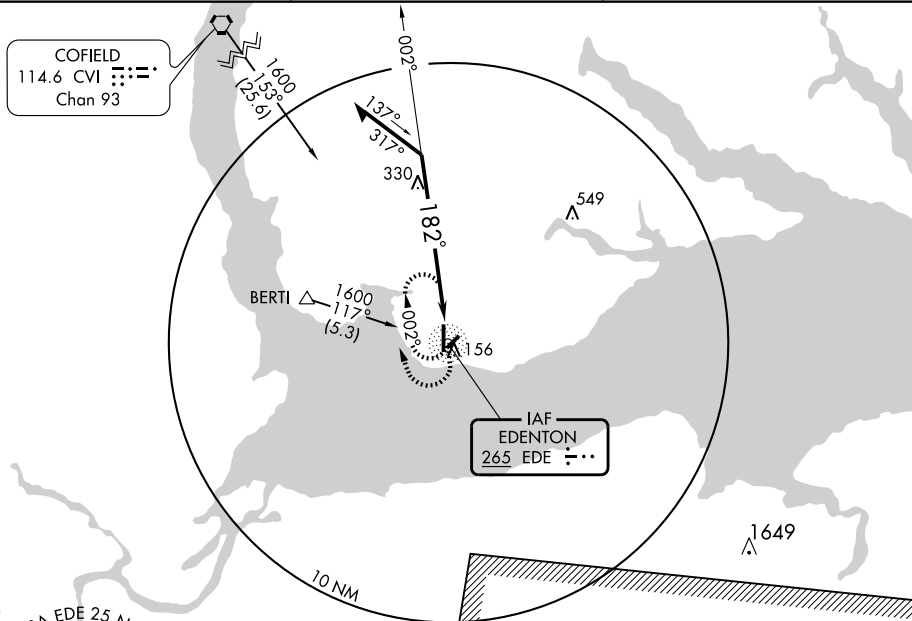 COFIELD
114.6 CVI
Chan 93
1600
153°
(25.6)
002°
137°
317°
330
182°
549
BERTI
1600
117°
(5.3)
002°
156
IAF
EDENTON
265 EDE
1649
10 NM
EDE 25